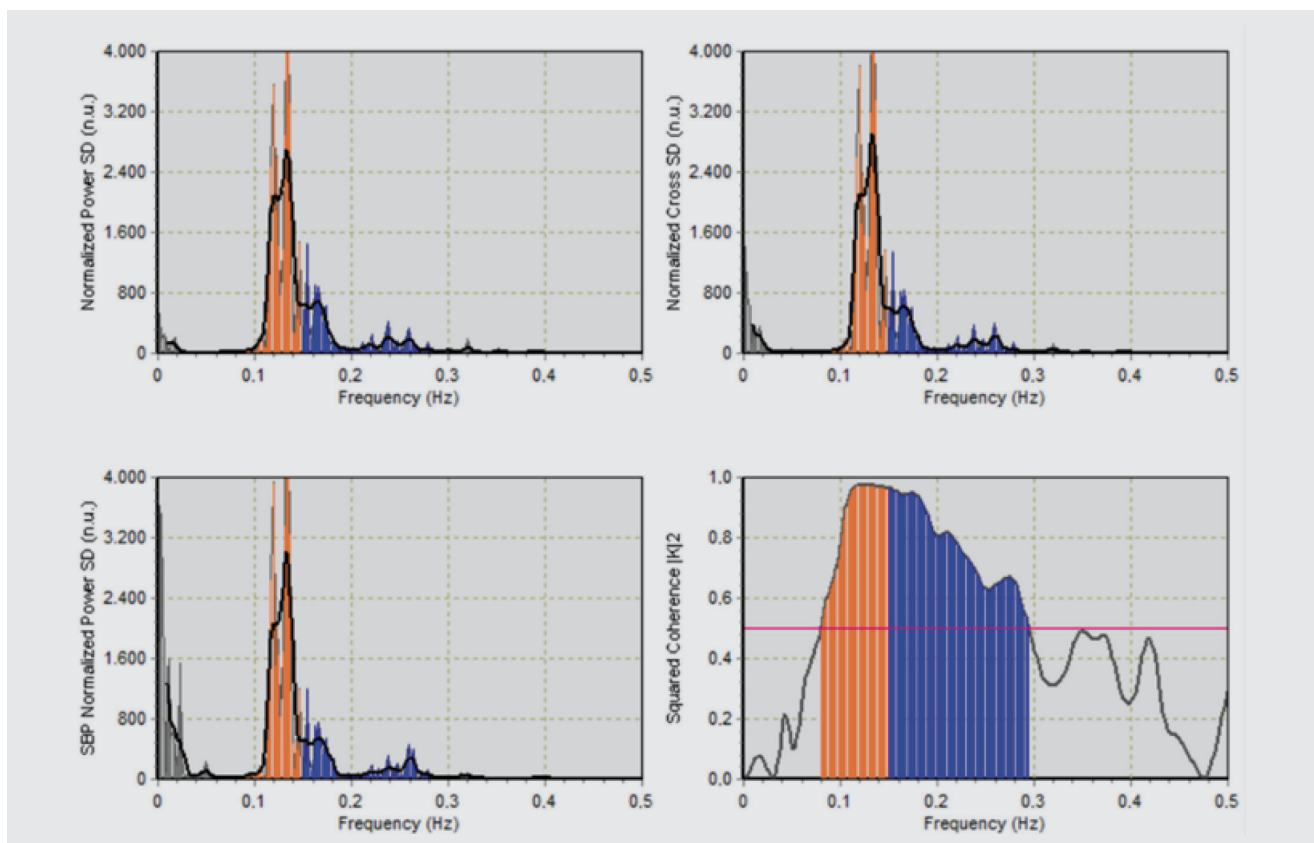 Normalized Power SD (n.u.)
4.000
3.200
2.400
1.600
800
0
0 0.1 0.2 0.3 0.4 0.5
Frequency (Hz)
Normalized Cross SD (n.u.)
4.000
3.200
2.400
1.600
800
0
0 0.1 0.2 0.3 0.4 0.5
Frequency (Hz)
SBP Normalized Power SD (n.u.)
4.000
3.200
2.400
1.600
800
0
0 0.1 0.2 0.3 0.4 0.5
Frequency (Hz)
Squared Coherence |K|2
1.0
0.8
0.6
0.4
0.2
0.0
0 0.1 0.2 0.3 0.4 0.5
Frequency (Hz)